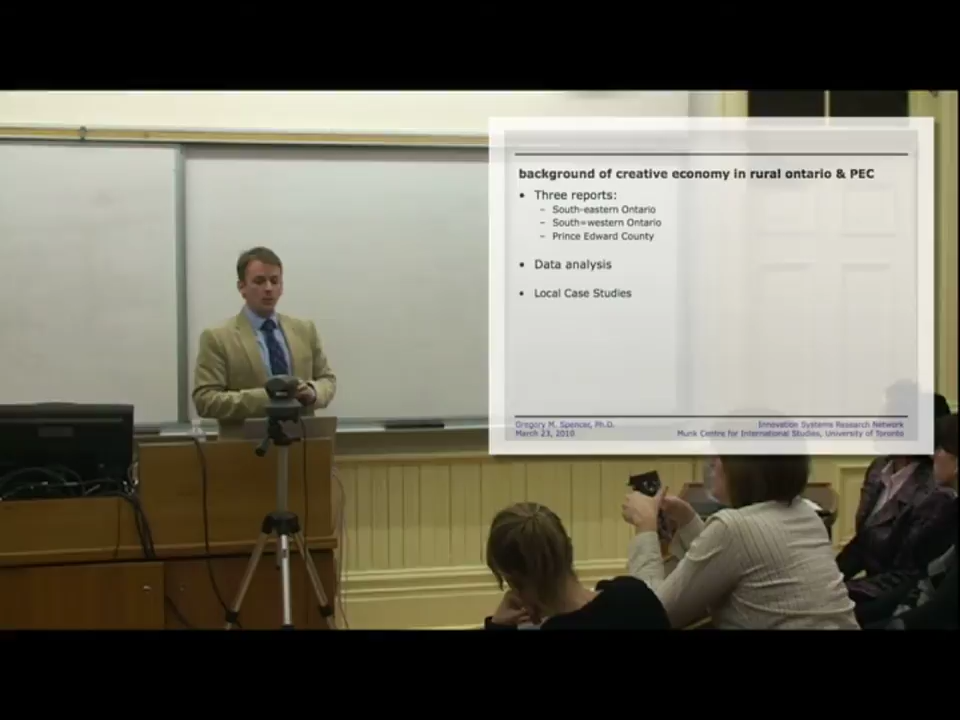 background of creative economy in rural ontario & PEC
• Three reports:
– South-eastern Ontario
– South=western Ontario
– Prince Edward County
• Data analysis
• Local Case Studies
Gregory M. Spencer, Ph.D.
March 23, 2010
Innovation Systems Research Network
Munk Centre for International Studies, University of Toronto